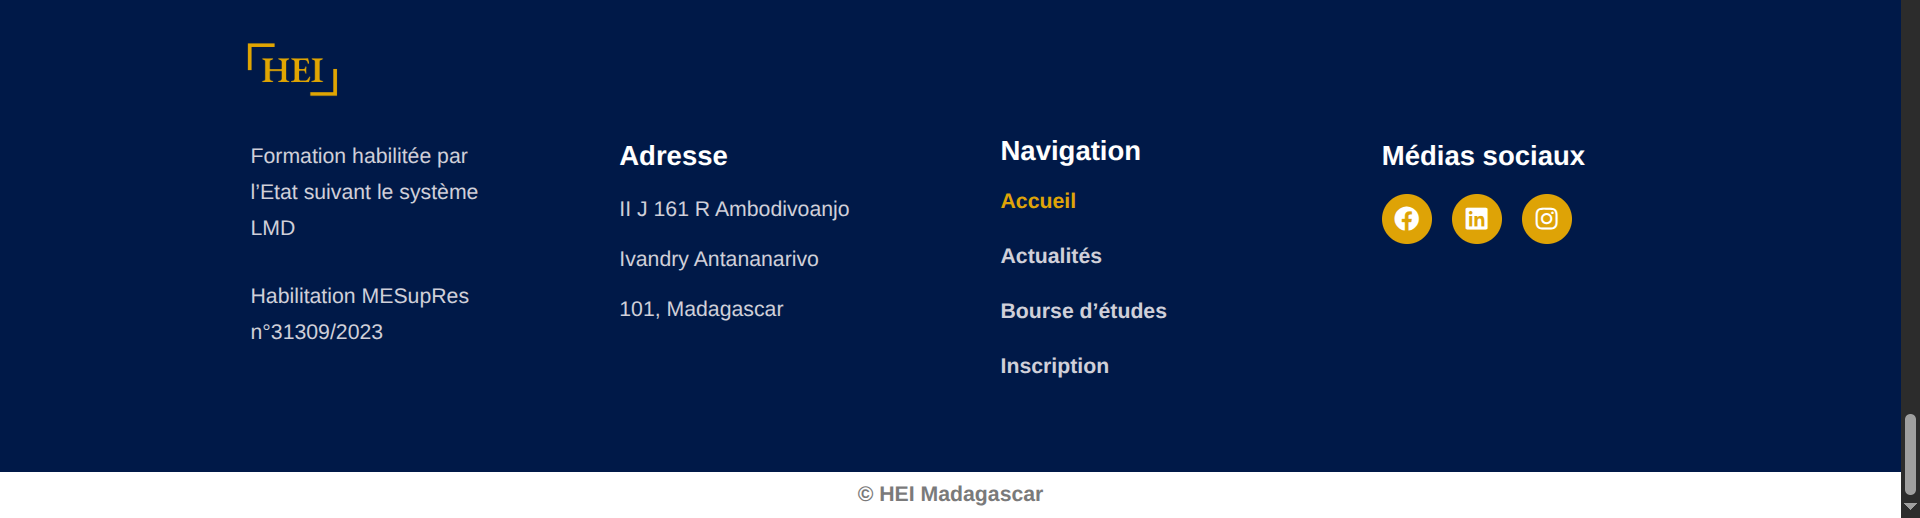 HEI
Formation habilitée par
l’Etat suivant le système
LMD
Habilitation MESupRes
n°31309/2023
Adresse
II J 161 R Ambodivoanjo
Ivandry Antananarivo
101, Madagascar
Navigation
Accueil
Actualités
Bourse d’études
Inscription
Médias sociaux
© HEI Madagascar